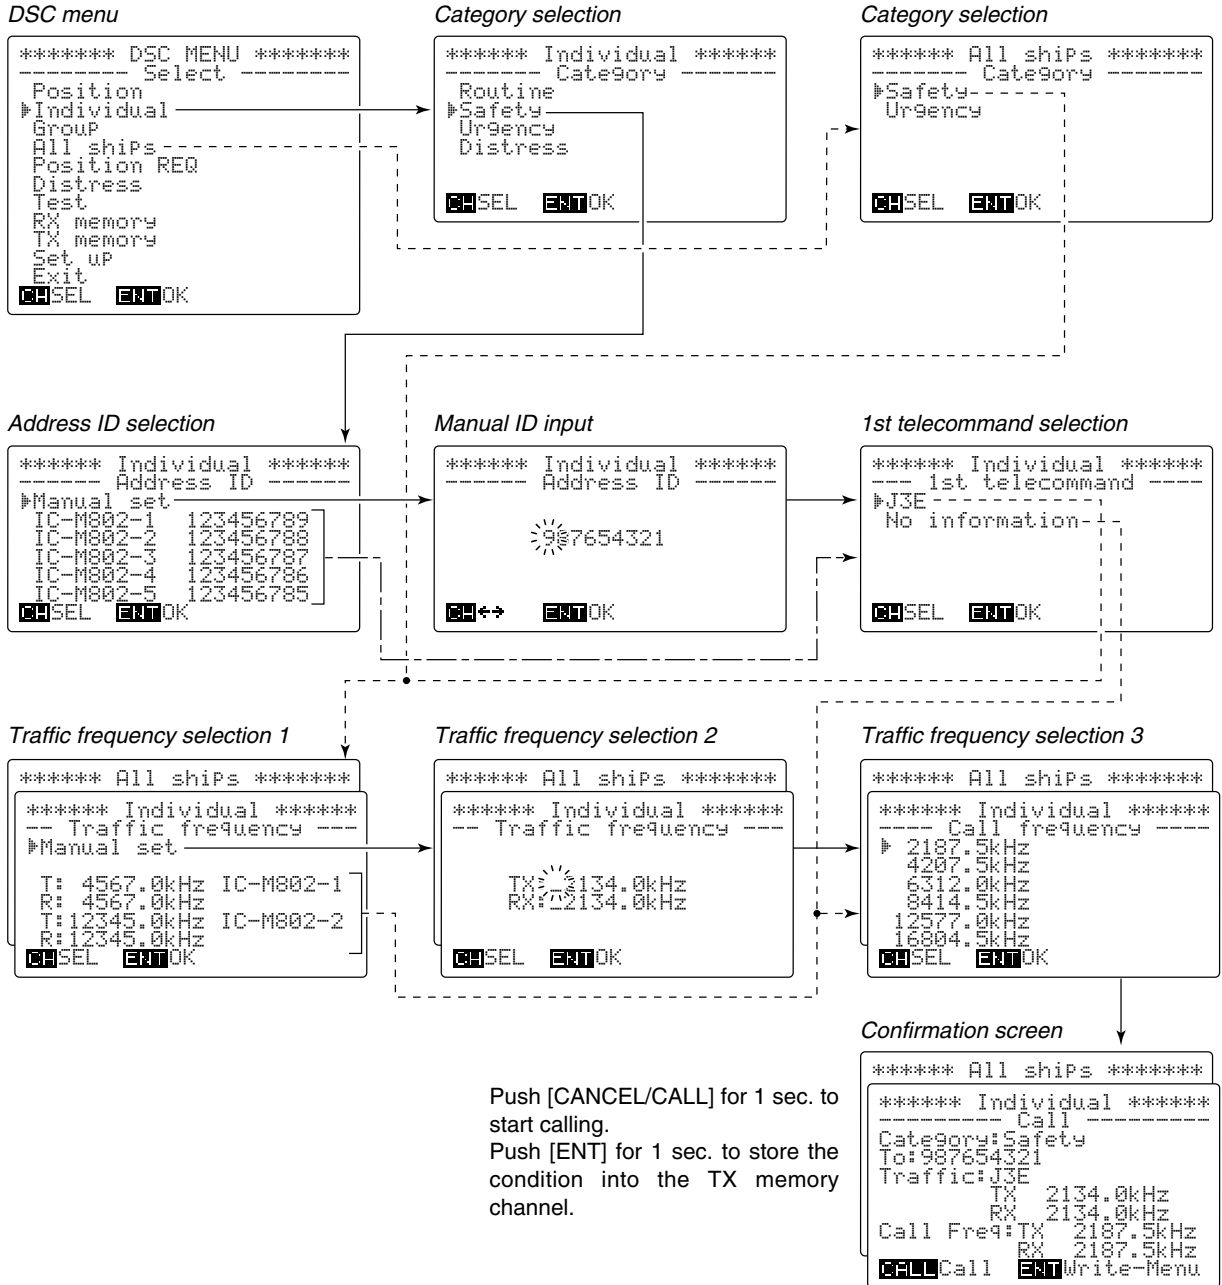 DSC menu
******* DSC MENU *******
-------- Select --------
Position
Individual
Group
All ships
Position REQ
Distress
Test
RX memory
TX memory
Set up
Exit
CH SEL ENT OK
Category selection
****** Individual ******
------- Category -------
Routine
Safety
Urgency
Distress
CH SEL ENT OK
Category selection
****** All ships *******
------- Category -------
Safety
Urgency
CH SEL ENT OK
Address ID selection
****** Individual ******
------ Address ID ------
Manual set
IC-M802-1 123456789
IC-M802-2 123456788
IC-M802-3 123456787
IC-M802-4 123456786
IC-M802-5 123456785
CH SEL ENT OK
Manual ID input
****** Individual ******
------ Address ID ------
987654321
CH ←→ ENT OK
1st telecommand selection
****** Individual ******
--- 1st telecommand ----
J3E
No information
CH SEL ENT OK
Traffic frequency selection 1
****** All ships *******
****** Individual ******
-- Traffic frequency ---
Manual set
T: 4567.0kHz IC-M802-1
R: 4567.0kHz
T:12345.0kHz IC-M802-2
R:12345.0kHz
CH SEL ENT OK
Traffic frequency selection 2
****** All ships *******
****** Individual ******
-- Traffic frequency ---
TX:_2134.0kHz
RX:_2134.0kHz
CH SEL ENT OK
Traffic frequency selection 3
****** All ships *******
****** Individual ******
---- Call frequency ----
2187.5kHz
4207.5kHz
6312.0kHz
8414.5kHz
12577.0kHz
16804.5kHz
CH SEL ENT OK
Push [CANCEL/CALL] for 1 sec. to
start calling.
Push [ENT] for 1 sec. to store the
condition into the TX memory
channel.
Confirmation screen
****** All ships *******
****** Individual ******
--------- Call ---------
Category:Safety
To:987654321
Traffic:J3E
TX 2134.0kHz
RX 2134.0kHz
Call Freq:TX 2187.5kHz
RX 2187.5kHz
CALL Call ENT Write-Menu